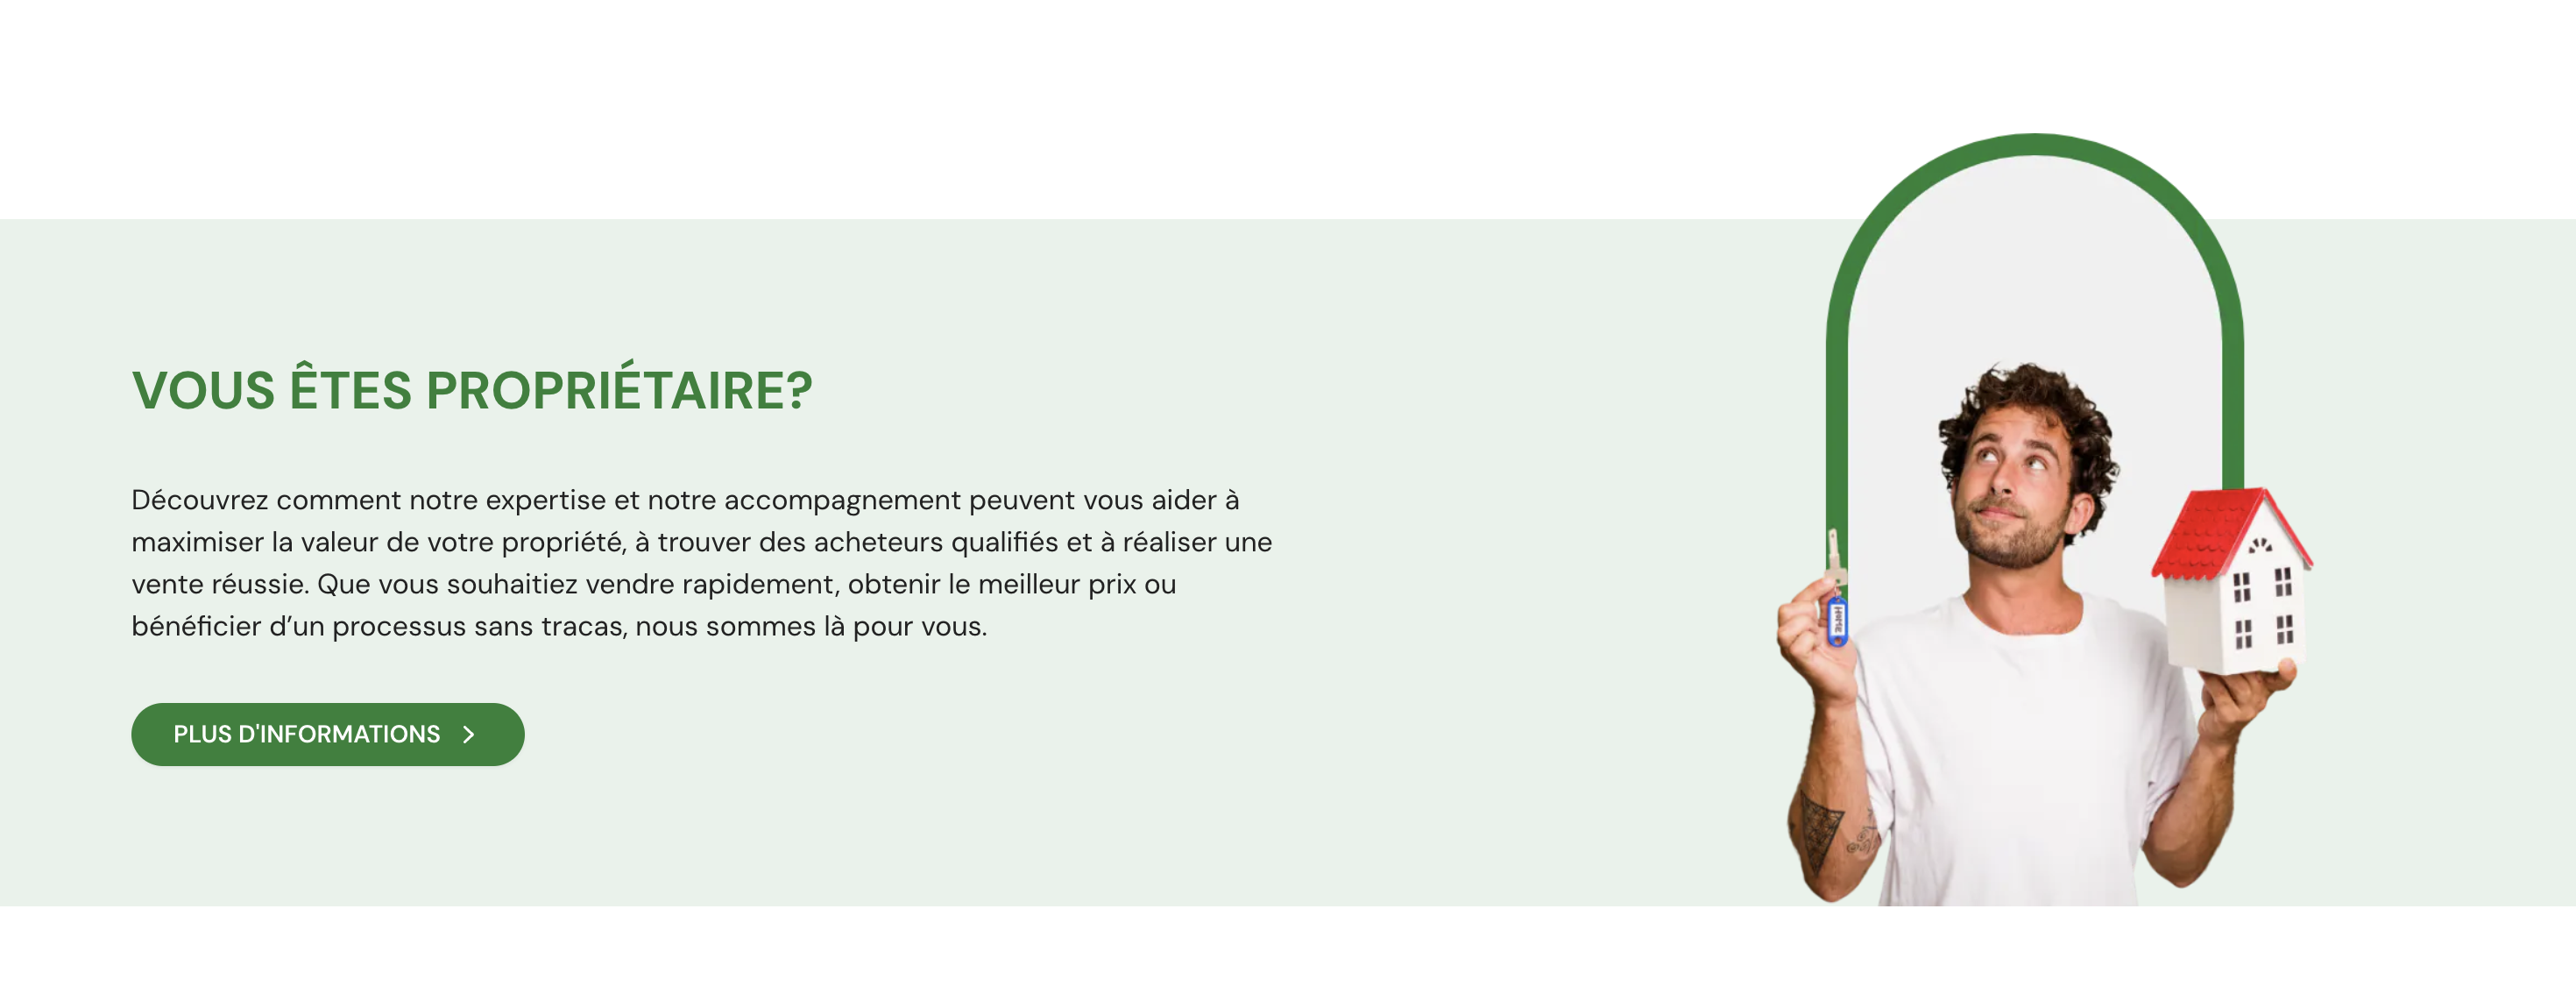 VOUS ÊTES PROPRIÉTAIRE?
Découvrez comment notre expertise et notre accompagnement peuvent vous aider à
maximiser la valeur de votre propriété, à trouver des acheteurs qualifiés et à réaliser une
vente réussie. Que vous souhaitiez vendre rapidement, obtenir le meilleur prix ou
bénéficier d’un processus sans tracas, nous sommes là pour vous.
PLUS D'INFORMATIONS
HOME